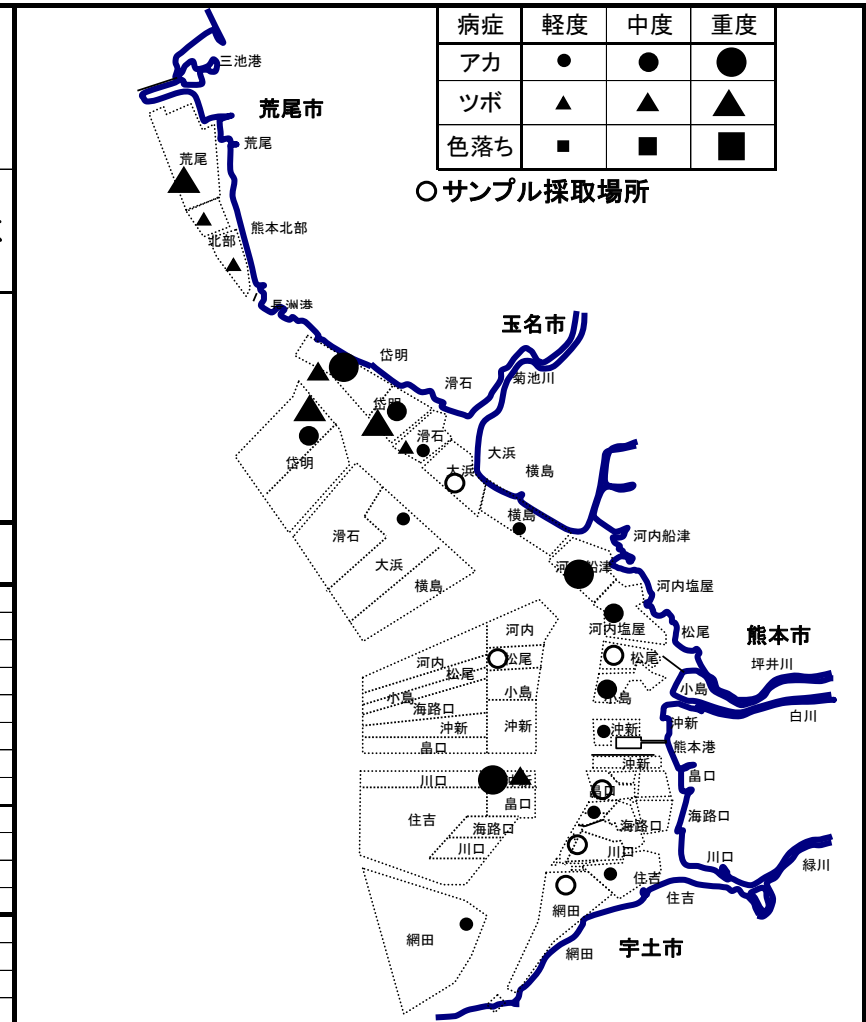 病症 軽度 中度 重度
アカ
ツボ
色落ち
サンプル採取場所
三池港
荒尾市
荒尾
荒尾
熊本北部
北部
長洲港
玉名市
岱明
滑石
菊池川
岱明
滑石
大浜
大浜
横島
岱明
横島
滑石
大浜
横島
河内船津
河内船津
河内塩屋
河内
河内塩屋
松尾
熊本市
河内
松尾
松尾
坪井川
松尾
小島
小島
小島
小島
白川
海路口
沖新
沖新
沖新
沖新
畠口
熊本港
沖新
川口
沖新
畠口
畠口
畠口
住吉
海路口
海路口
海路口
川口
川口
川口
緑川
住吉
住吉
網田
網田
網田
宇土市